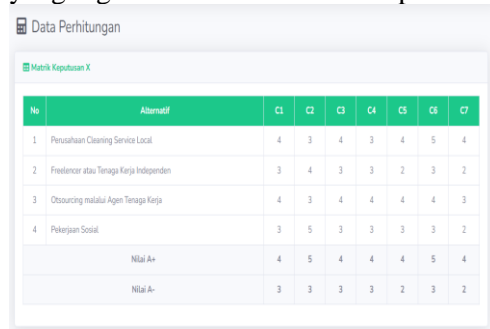 Data Perhitungan
Matrik Keputusan X
No Alternatif C1 C2 C3 C4 C5 C6 C7
1 Perusahaan Cleaning Service Local 4 3 4 3 4 5 4
2 Freelencer atau Tenaga Kerja Independen 3 4 3 3 2 3 2
3 Otsourcing malalui Agen Tenaga Kerja 4 3 4 4 4 4 3
4 Pekerjaan Sosial 3 5 3 3 3 3 2
Nilai A+ 4 5 4 4 4 5 4
Nilai A- 3 3 3 3 2 3 2